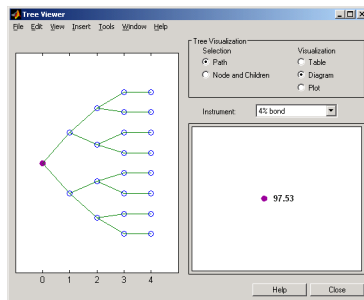 Tree Viewer
File Edit View Insert Tools Window Help
Tree Visualization
Selection
Visualization
Path
Table
Node and Children
Diagram
Plot
Instrument:
4% bond
97.53
0 1 2 3 4
Help
Close